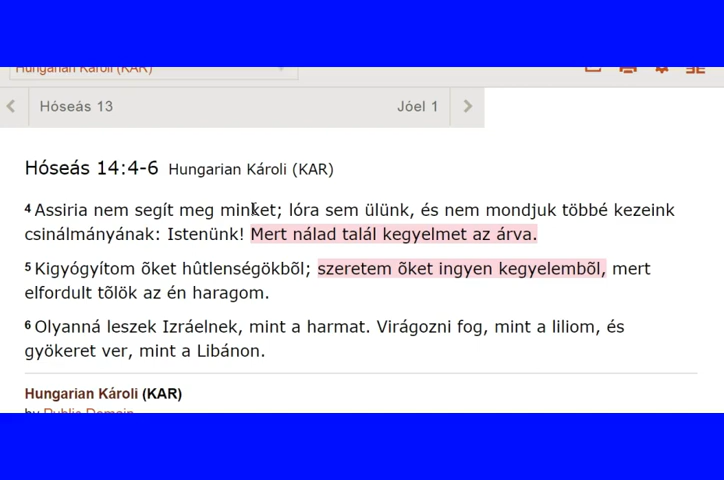 Hungarian Károli (KAR)
Hóseás 13
Jóel 1
Hóseás 14:4-6 Hungarian Károli (KAR)
4 Assiria nem segít meg minket; lóra sem ülünk, és nem mondjuk többé kezeink
csinálmányának: Istenünk! Mert nálad talál kegyelmet az árva.
5 Kigyógyítom õket hûtlenségökbõl; szeretem õket ingyen kegyelembõl, mert
elfordult tõlök az én haragom.
6 Olyanná leszek Izráelnek, mint a harmat. Virágozni fog, mint a liliom, és
gyökeret ver, mint a Libánon.
Hungarian Károli (KAR)
by Public Domain